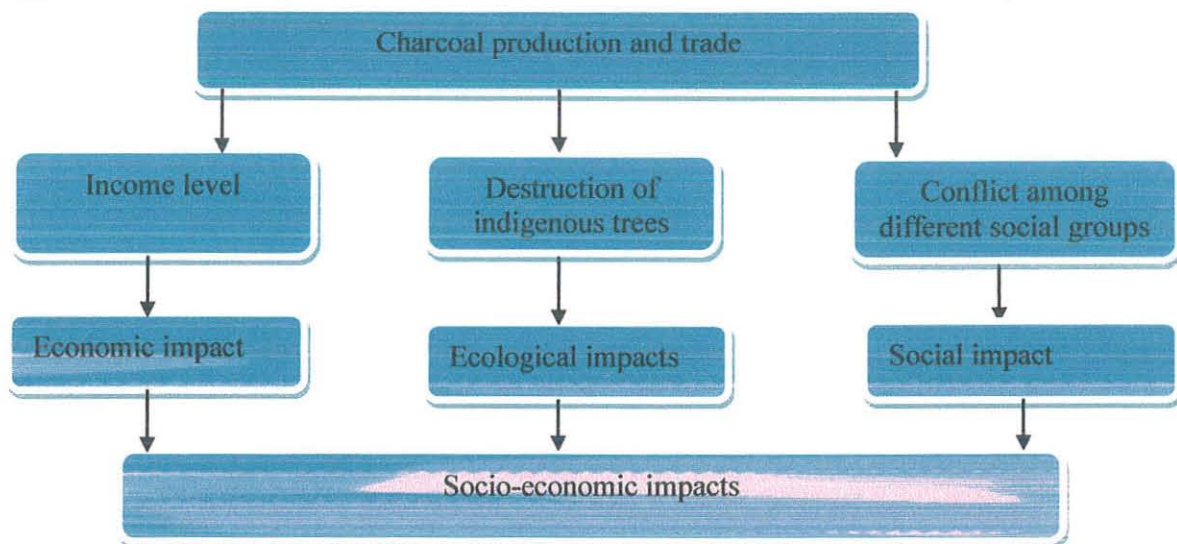 Charcoal production and trade
Income level
Destruction of
indigenous trees
Conflict among
different social groups
Economic impact
Ecological impacts
Social impact
Socio-economic impacts